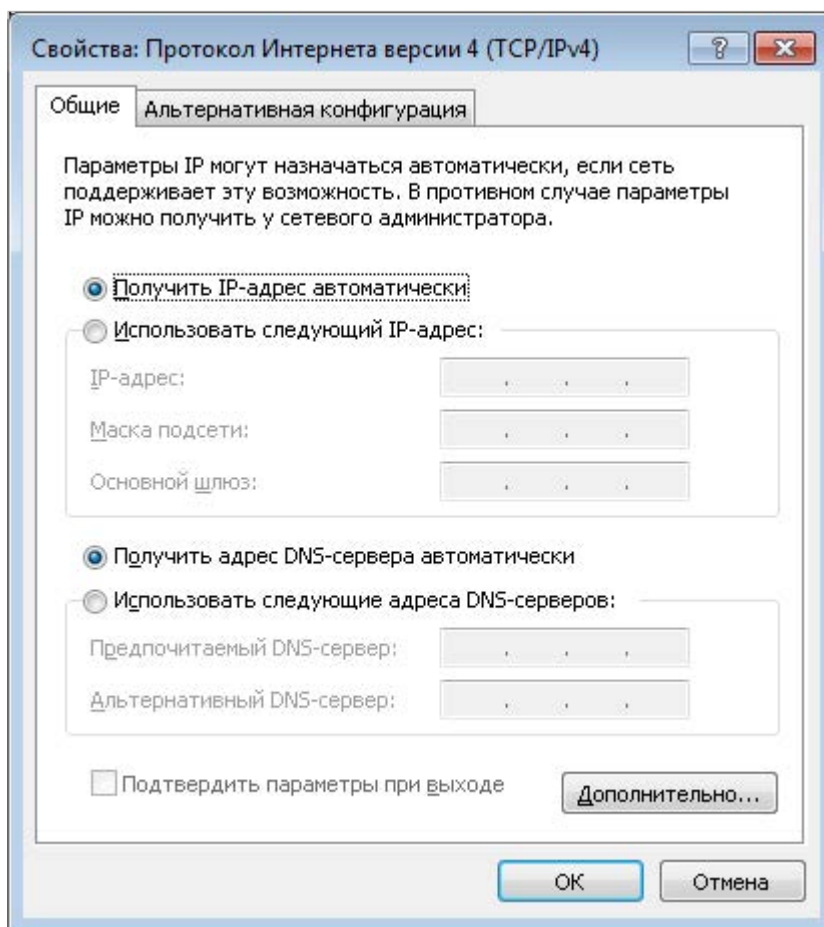 Свойства: Протокол Интернета версии 4 (TCP/IPv4)
Общие
Альтернативная конфигурация
Параметры IP могут назначаться автоматически, если сеть
поддерживает эту возможность. В противном случае параметры
IP можно получить у сетевого администратора.
Получить IP-адрес автоматически
Использовать следующий IP-адрес:
IP-адрес:
Маска подсети:
Основной шлюз:
Получить адрес DNS-сервера автоматически
Использовать следующие адреса DNS-серверов:
Предпочитаемый DNS-сервер:
Альтернативный DNS-сервер:
Подтвердить параметры при выходе
Дополнительно...
ОК
Отмена